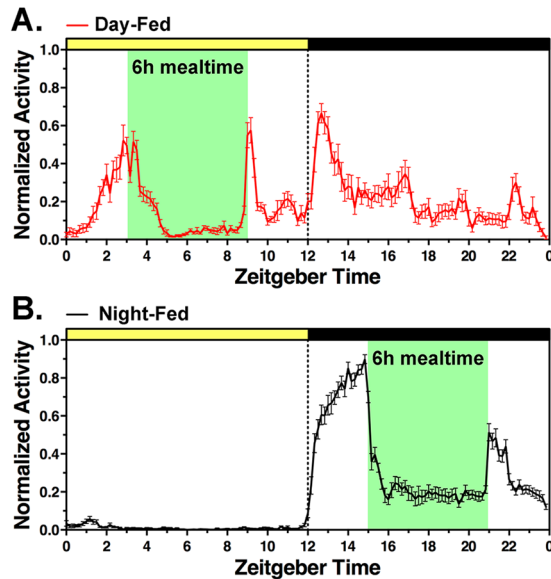 A. Day-Fed
6h mealtime
Normalized Activity
1.0
0.8
0.6
0.4
0.2
0.0
0 2 4 6 8 10 12 14 16 18 20 22 0
Zeitgeber Time
B. Night-Fed
6h mealtime
Normalized Activity
1.0
0.8
0.6
0.4
0.2
0.0
0 2 4 6 8 10 12 14 16 18 20 22 0
Zeitgeber Time